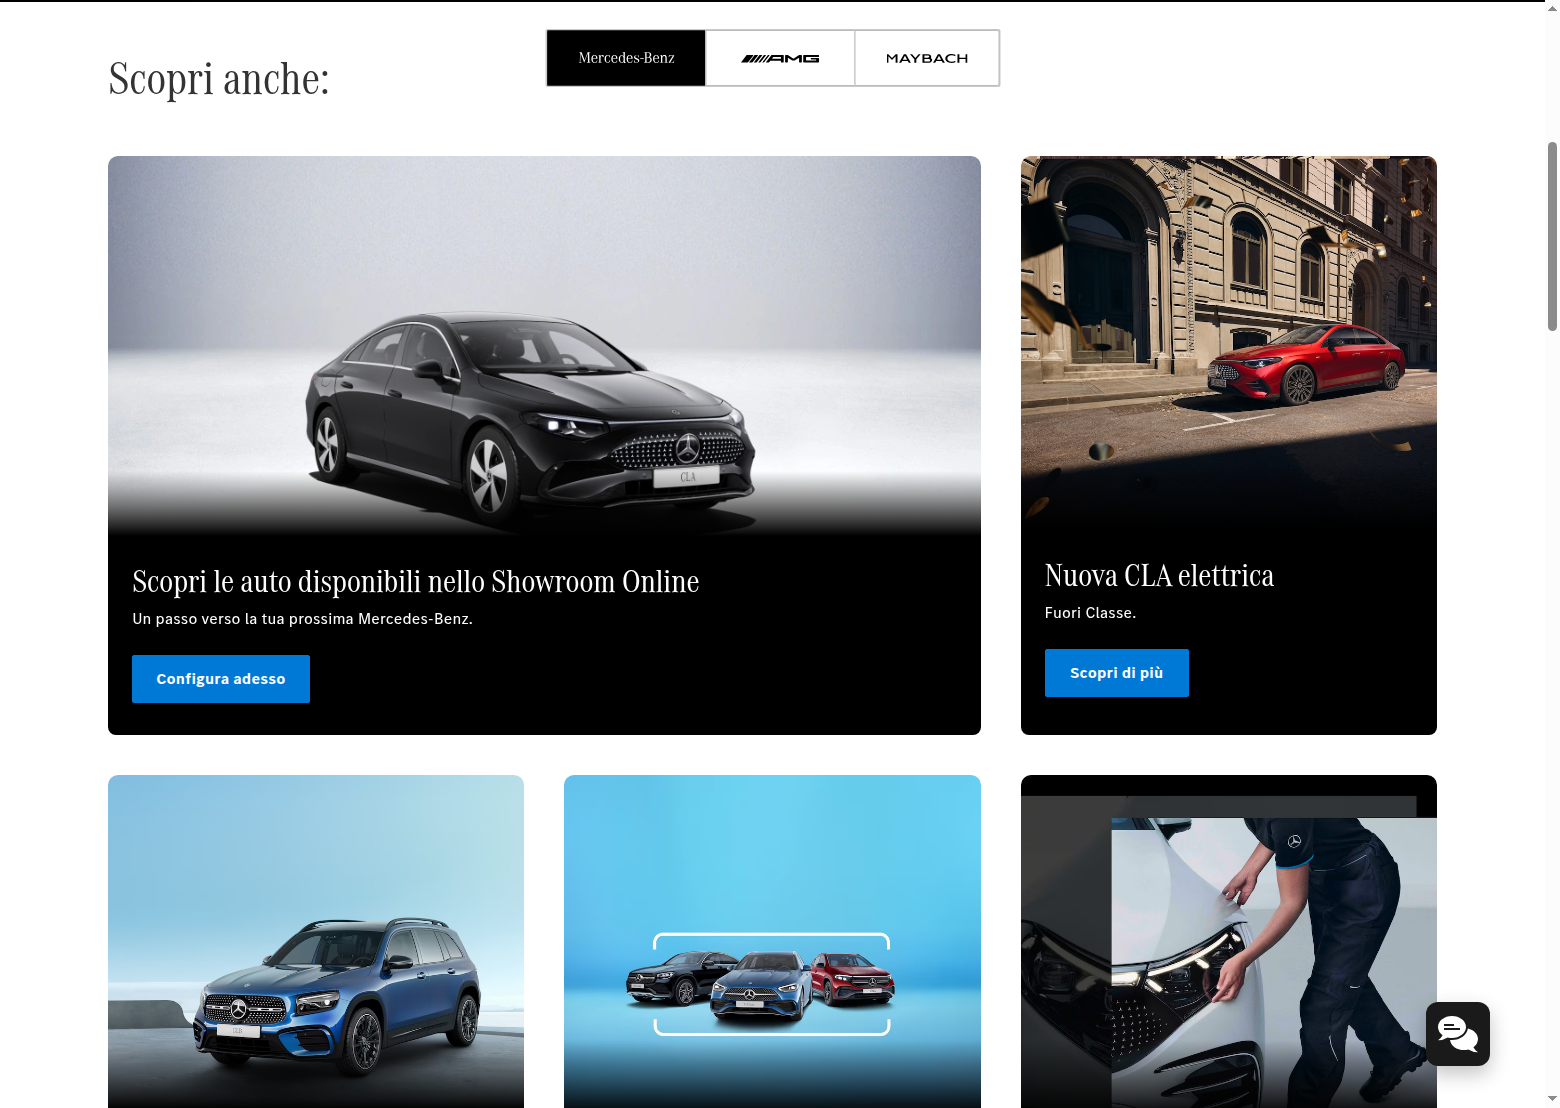 Scopri anche:
Mercedes-Benz
AMG
MAYBACH
CLA
Scopri le auto disponibili nello Showroom Online
Un passo verso la tua prossima Mercedes-Benz.
Configura adesso
Nuova CLA elettrica
Fuori Classe.
Scopri di più